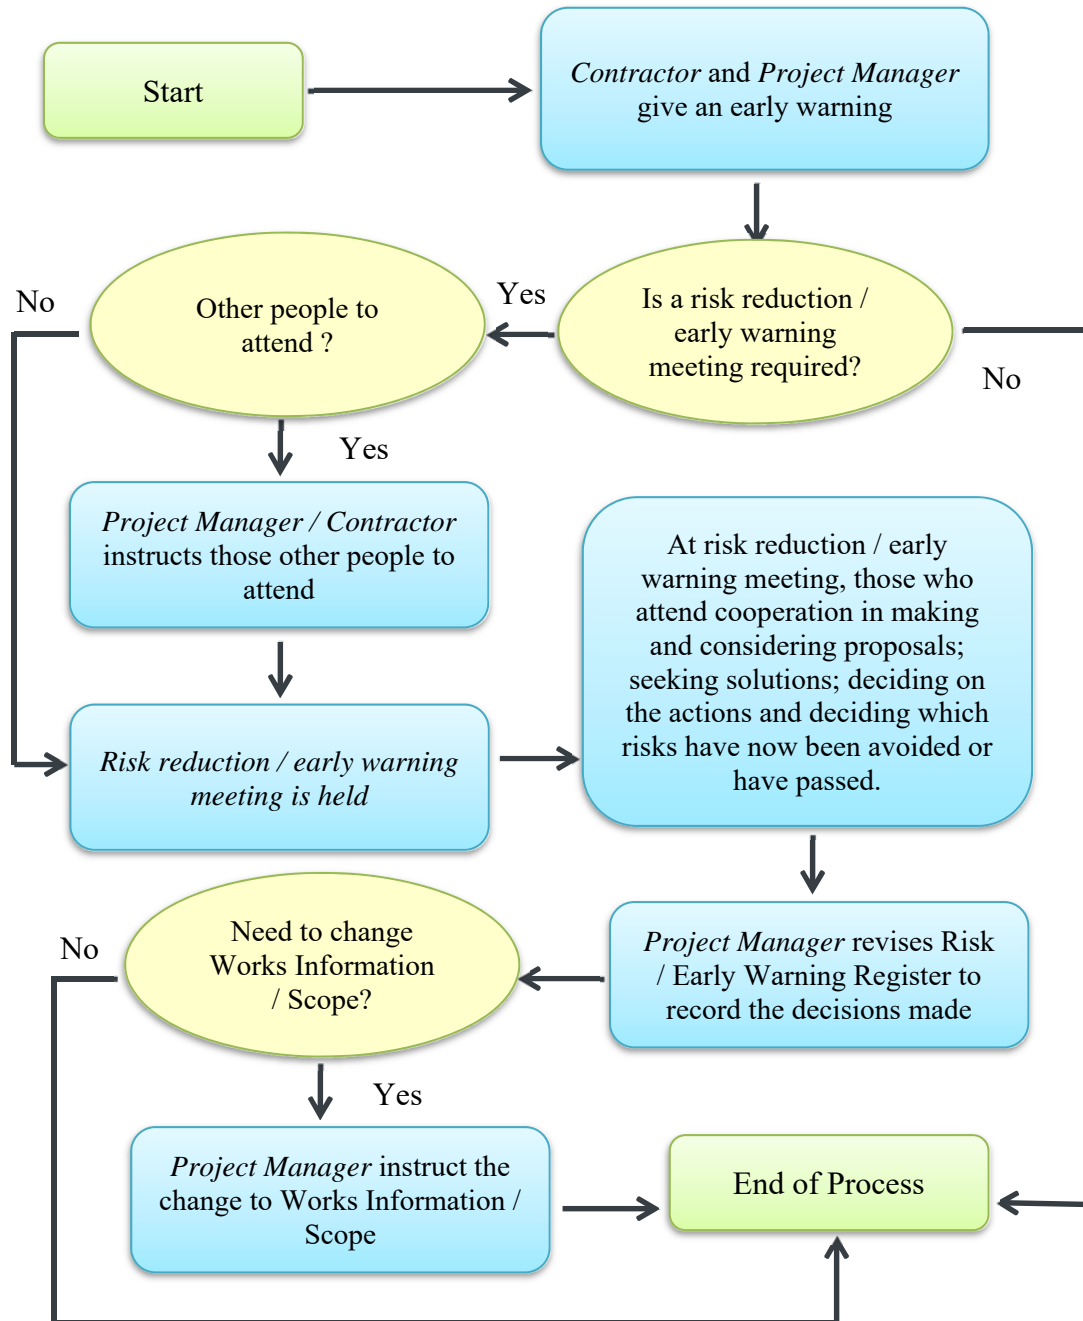 Start
Contractor and Project Manager
give an early warning
Is a risk reduction /
early warning
meeting required?
Yes
No
Other people to
attend ?
No
Yes
Project Manager / Contractor
instructs those other people to
attend
Risk reduction / early warning
meeting is held
At risk reduction / early
warning meeting, those who
attend cooperation in making
and considering proposals;
seeking solutions; deciding on
the actions and deciding which
risks have now been avoided or
have passed.
Project Manager revises Risk
/ Early Warning Register to
record the decisions made
Need to change
Works Information
/ Scope?
No
Yes
Project Manager instruct the
change to Works Information /
Scope
End of Process